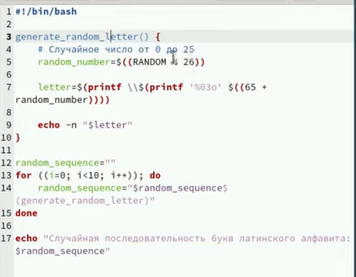 1 #!/bin/bash
2
3 generate_random_letter() {
4 # Случайное число от 0 до 25
5 random_number=$((RANDOM % 26))
6
7 letter=$(printf \\$(printf '%03o' $((65 +
random_number))))
8
9 echo -n "$letter"
10 }
11
12 random_sequence=""
13 for ((i=0; i<10; i++)); do
14 random_sequence="$random_sequence$
(generate_random_letter)"
15 done
16
17 echo "Случайная последовательность букв латинского алфавита:
$random_sequence"